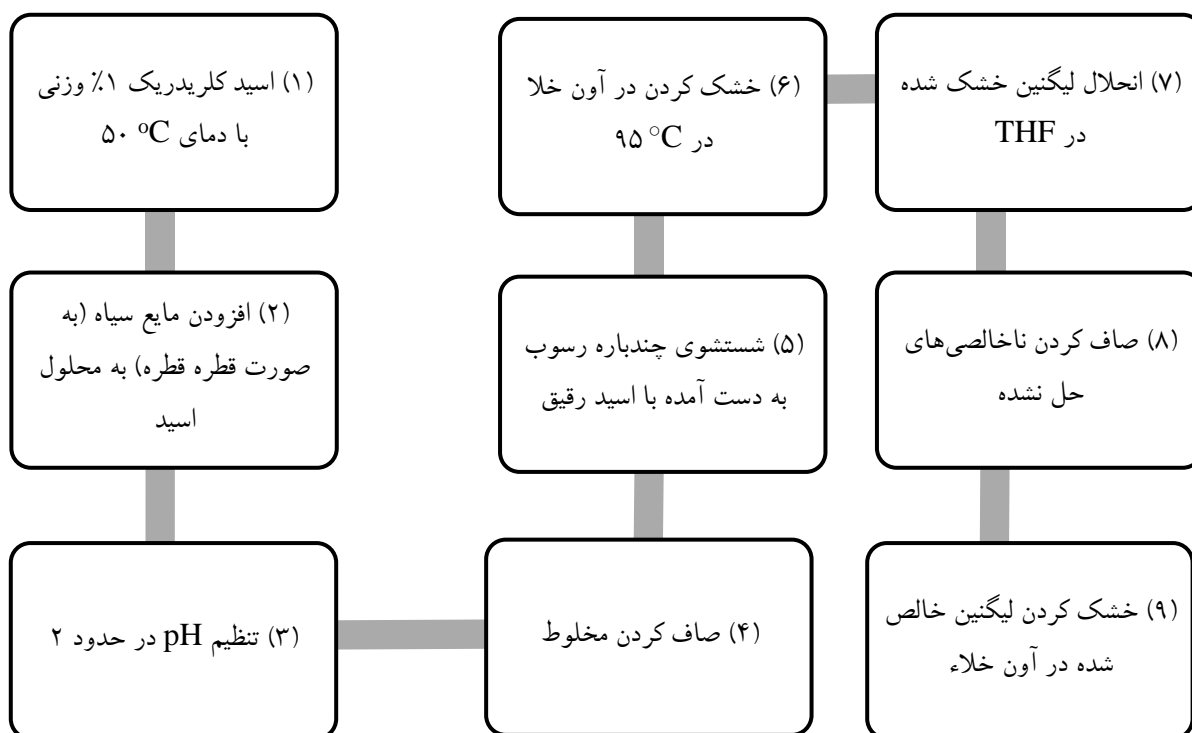 (۱) اسید کلریدریک ۱٪ وزنی
با دمای ۵۰ °C
(۲) افزودن مایع سیاه (به
صورت قطره قطره) به محلول
اسید
(۳) تنظیم pH در حدود ۲
(۴) صاف کردن مخلوط
(۵) شستشوی چندباره رسوب
به دست آمده با اسید رقیق
(۶) خشک کردن در آون خلا
در ۹۵ °C
(۷) انحلال لیگنین خشک شده
در THF
(۸) صاف کردن ناخالصی‌های
حل نشده
(۹) خشک کردن لیگنین خالص
شده در آون خلاء